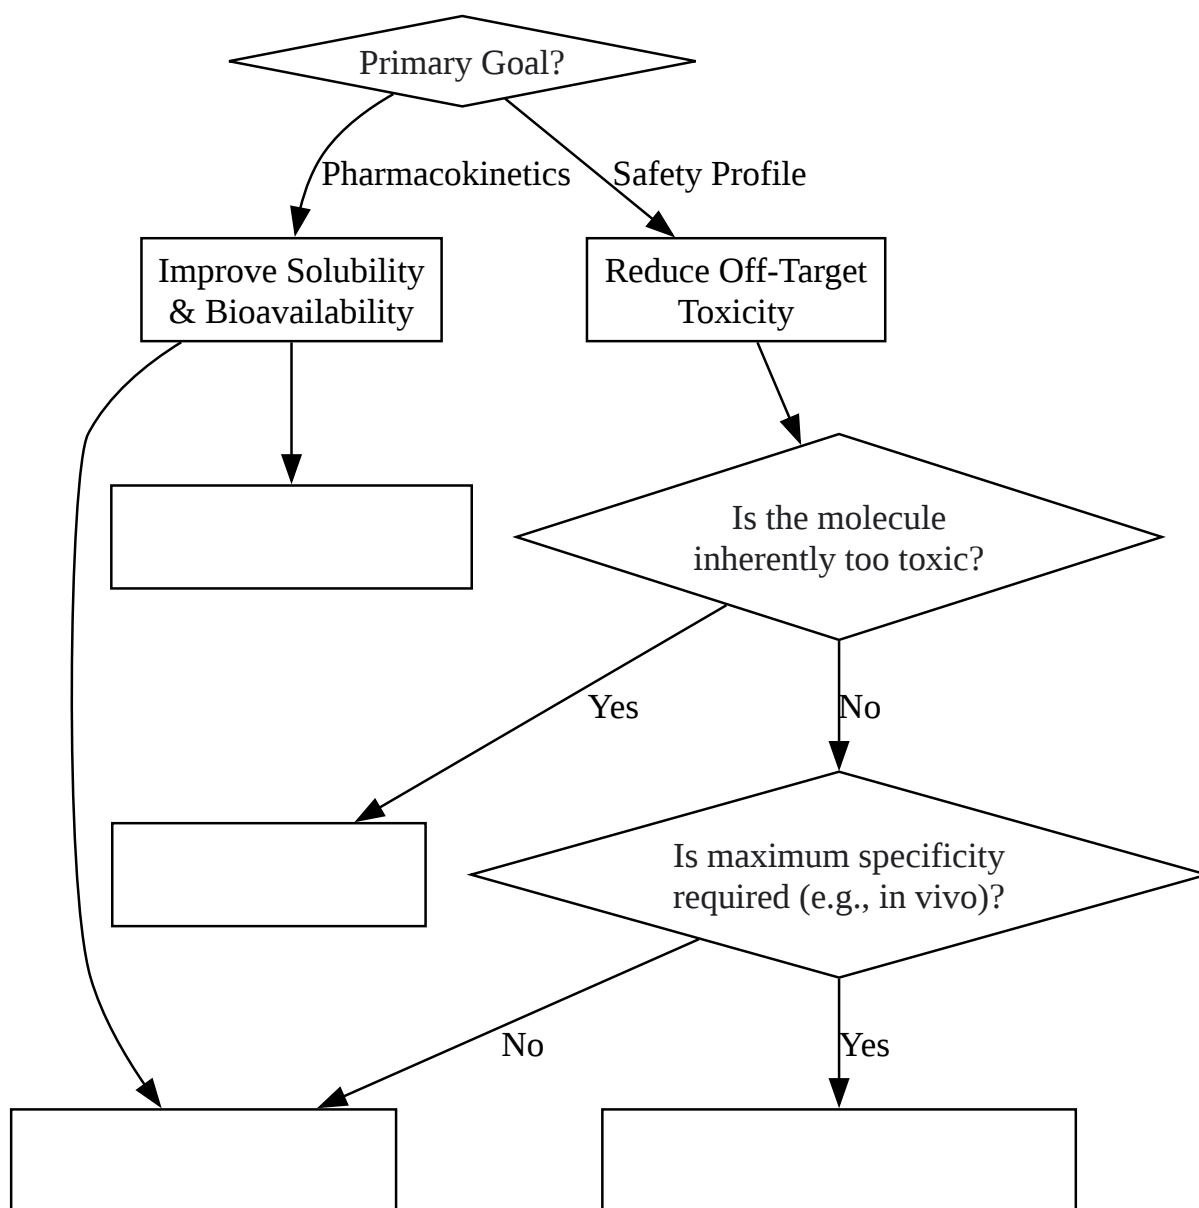 Primary Goal?
Pharmacokinetics
Safety Profile
Improve Solubility
& Bioavailability
Reduce Off-Target
Toxicity
Is the molecule
inherently too toxic?
Yes
No
Is maximum specificity
required (e.g., in vivo)?
No
Yes